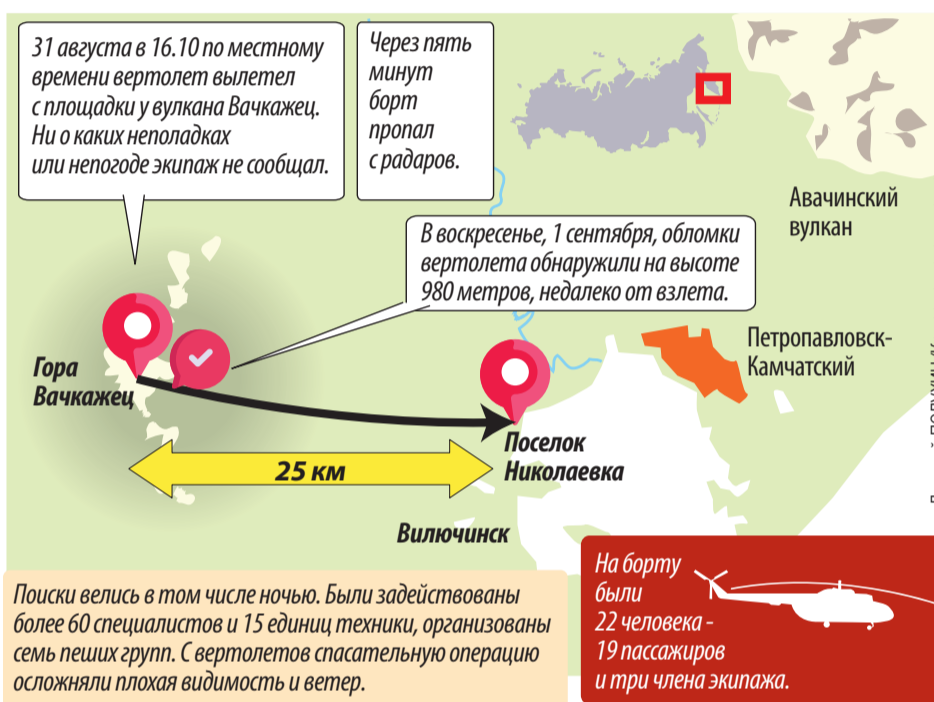 31 августа в 16.10 по местному
времени вертолет вылетел
с площадки у вулкана Вачкажец.
Ни о каких неполадках
или непогоде экипаж не сообщал.
Через пять
минут
борт
пропал
с радаров.
Авачинский
вулкан
В воскресенье, 1 сентября, обломки
вертолета обнаружили на высоте
980 метров, недалеко от взлета.
Петропавловск-
Камчатский
Гора
Вачкажец
Поселок
Николаевка
25 км
Вилючинск
На борту
были
22 человека -
19 пассажиров
и три члена экипажа.
Поиски велись в том числе ночью. Были задействованы
более 60 специалистов и 15 единиц техники, организованы
семь пеших групп. С вертолетов спасательную операцию
осложняли плохая видимость и ветер.